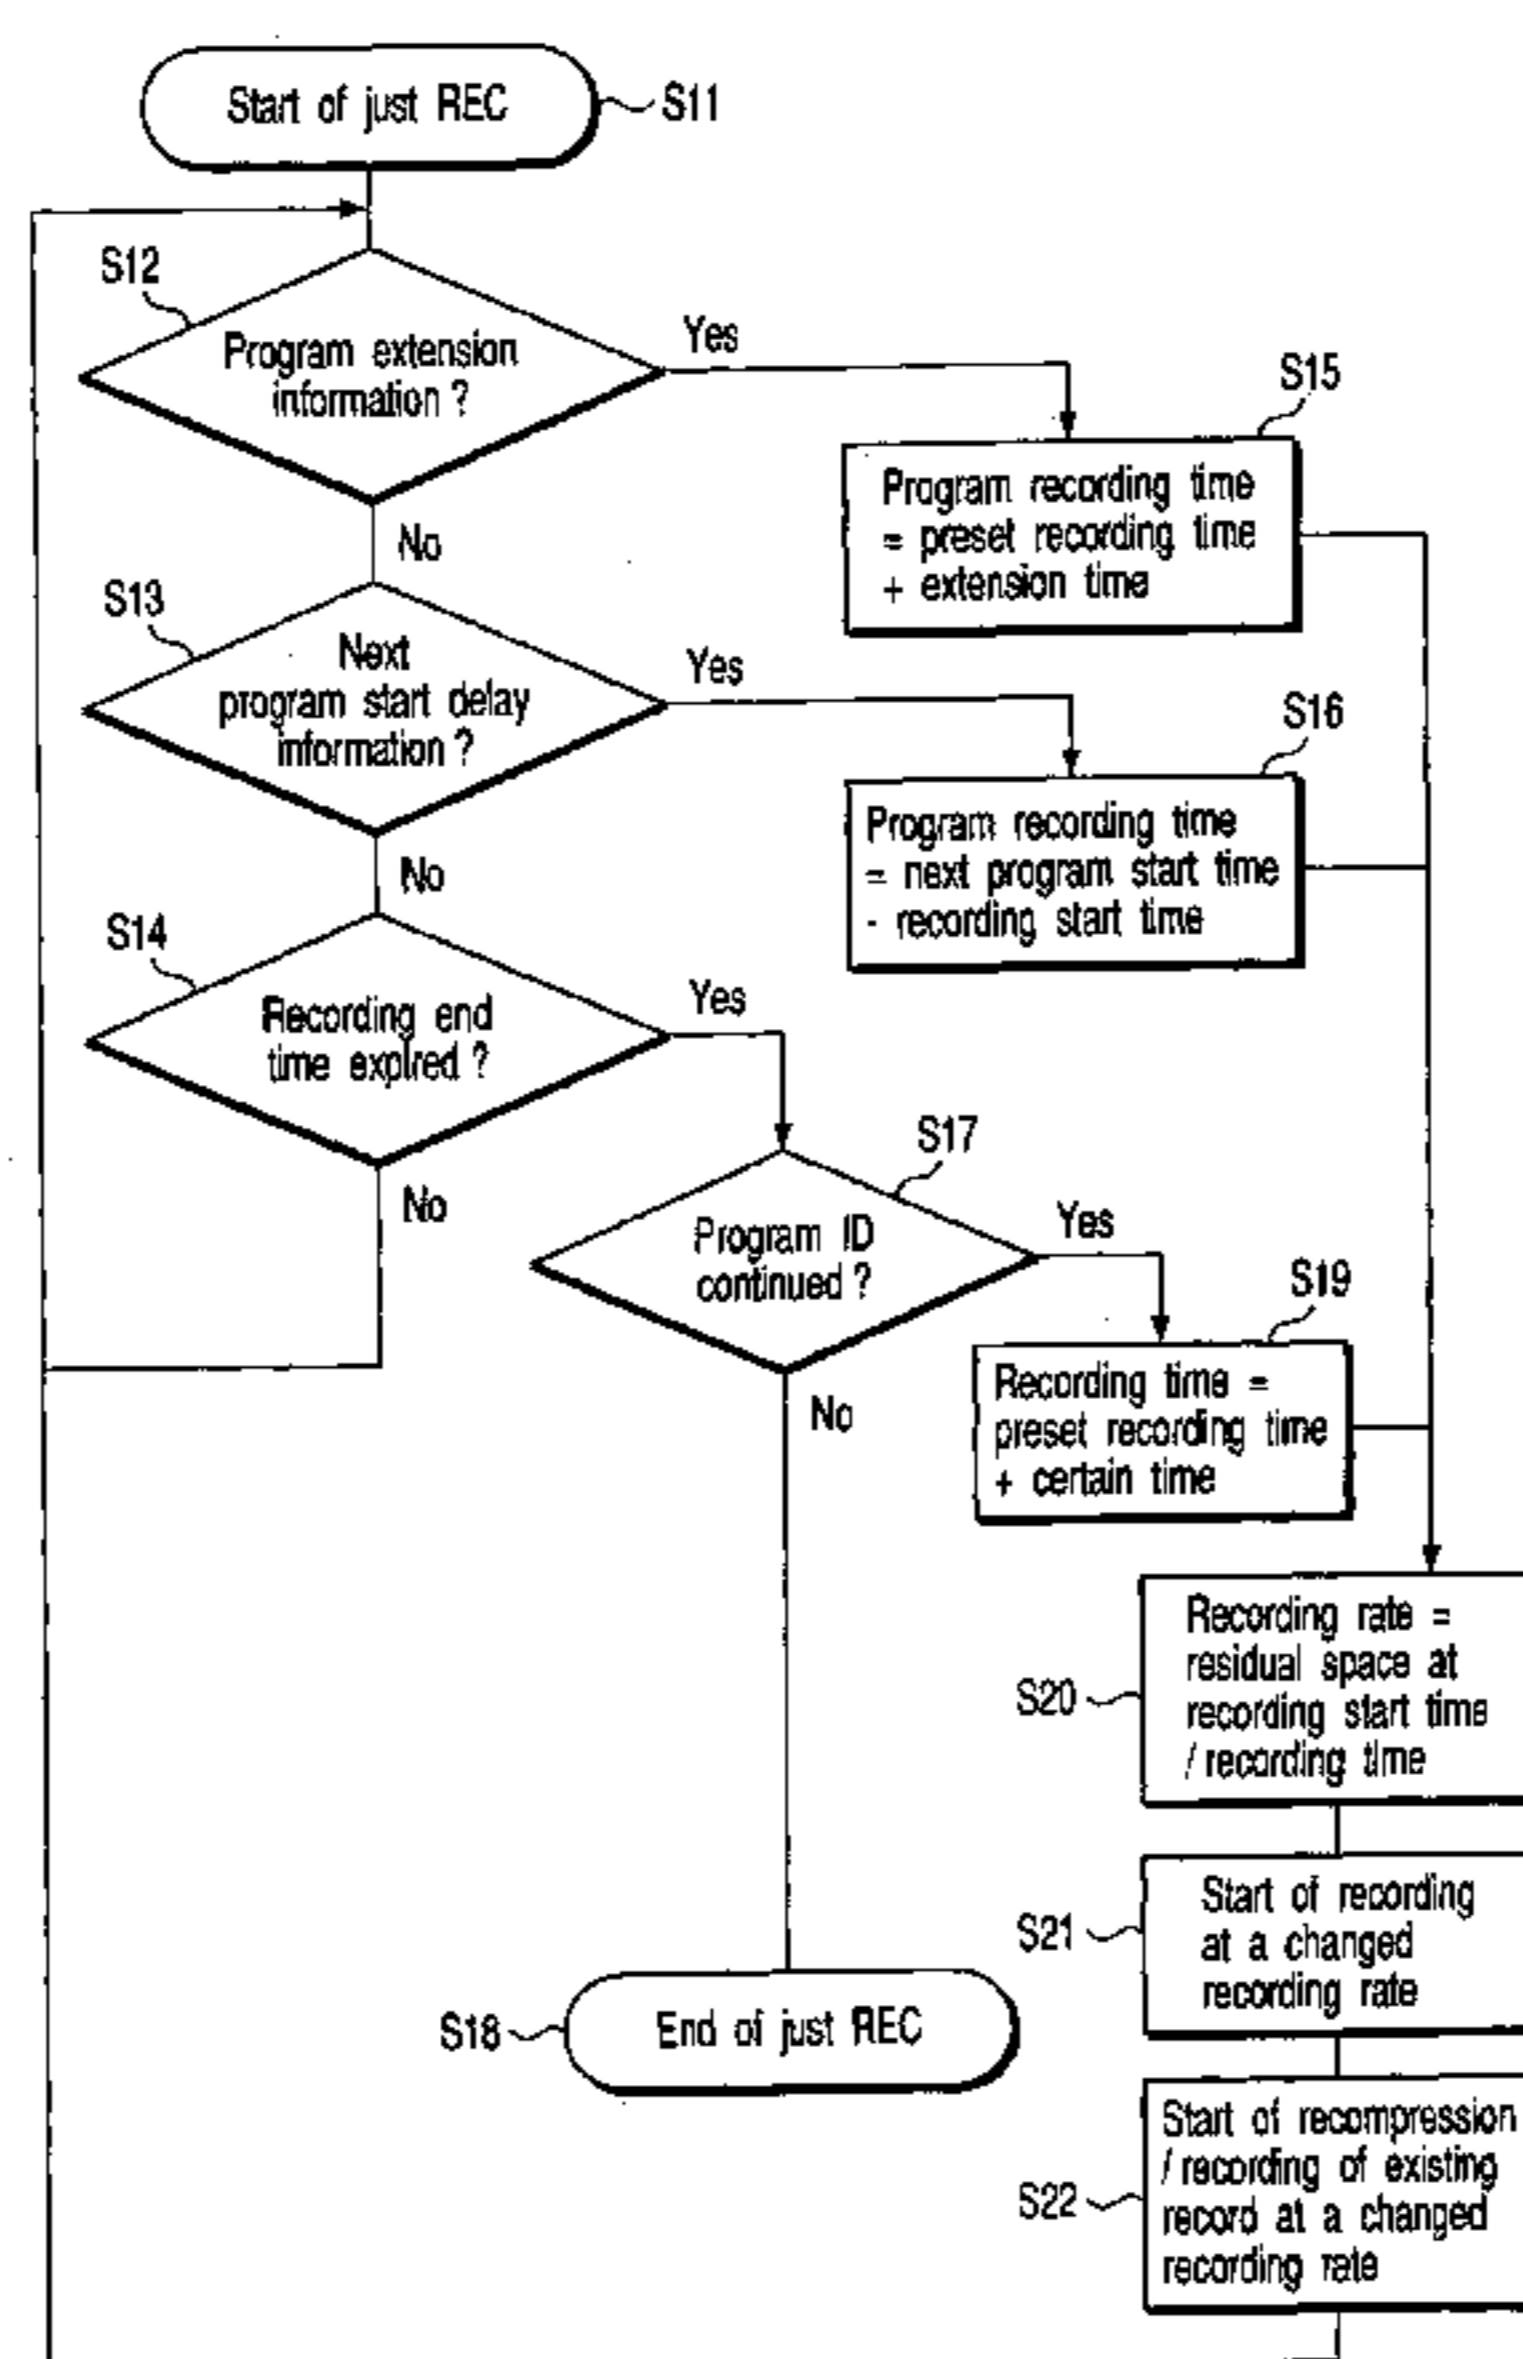 Start of just REC
S11
S12
Program extension
information ?
Yes
No
S15
Program recording time
= preset recording time
+ extension time
S13
Next
program start delay
information ?
Yes
No
S16
Program recording time
= next program start time
- recording start time
S14
Recording end
time expired ?
Yes
No
S17
Program ID
continued ?
Yes
No
S19
Recording time =
preset recording time
+ certain time
S20
Recording rate =
residual space at
recording start time
/ recording time
S21
Start of recording
at a changed
recording rate
S18
End of just REC
S22
Start of recompression
/ recording of existing
record at a changed
recording rate